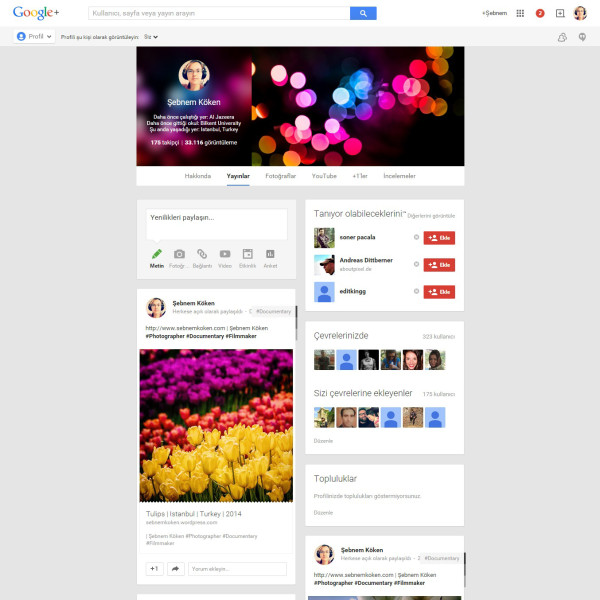 Google+
Kullanıcı, sayfa veya yayın arayın
+Şebnem
2
Profil
Profili şu kişi olarak görüntüleyin: Siz
Şebnem Köken
Daha önce çalıştığı yer: Al Jazeera
Daha önce gittiği okul: Bilkent University
Şu anda yaşadığı yer: Istanbul, Turkey
175 takipçi | 33.116 görüntüleme
Hakkında Yayınlar Fotoğraflar YouTube +1'ler İncelemeler
Yenilikleri paylaşın...
Metin Fotoğr. Bağlantı Video Etkinlik Anket
Şebnem Köken
Herkese açık olarak paylaşıldı - #Documentary
http://www.sebnemkoken.com | Şebnem Köken
#Photographer #Documentary #Filmmaker
Tulips | Istanbul | Turkey | 2014
sebnemkoken.wordpress.com
| Şebnem Köken #Photographer #Documentary
#Filmmaker
+1
Yorum ekleyin...
Tanıyor olabilecekleriniz Diğerlerini görüntüle
soner pacala Ekle
Andreas Dittberner
aboutpixel.de
Ekle
editkingg Ekle
Çevrelerinizde 223 kullanıcı
Sizi çevrelerine ekleyenler 175 kullanıcı
Düzenle
Topluluklar
Profilinizde toplulukları göstermiyorsunuz.
Düzenle
Şebnem Köken
Herkese açık olarak paylaşıldı - 2 #Documentary
http://www.sebnemkoken.com | Şebnem Köken
#Photographer #Documentary #Filmmaker